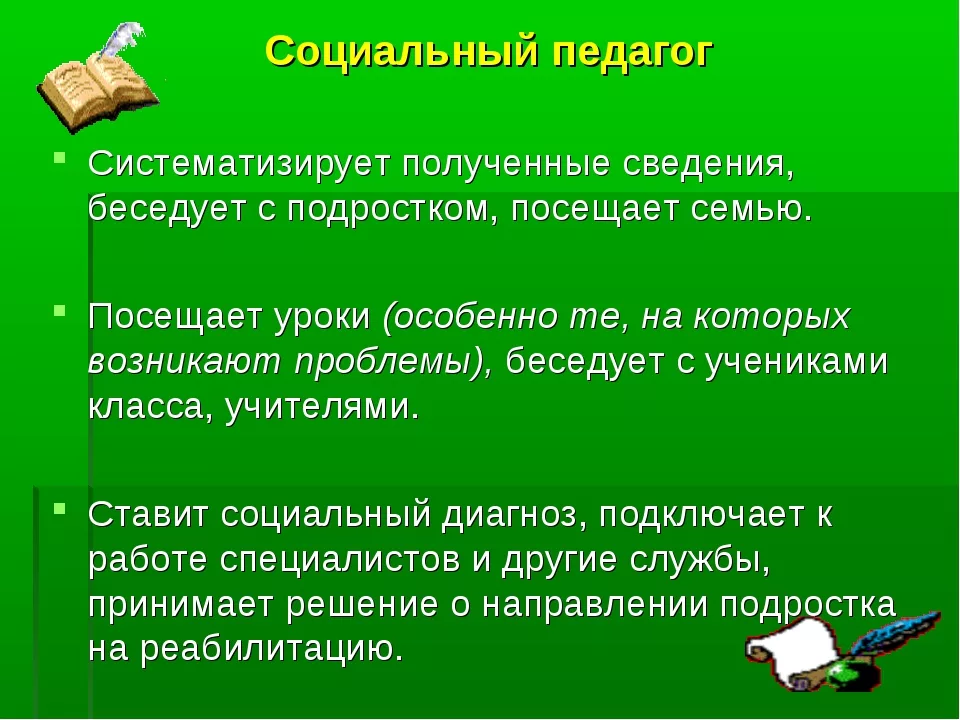 Социальный педагог
Систематизирует полученные сведения,
беседует с подростком, посещает семью.
Посещает уроки (особенно те, на которых
возникают проблемы), беседует с учениками
класса, учителями.
Ставит социальный диагноз, подключает к
работе специалистов и другие службы,
принимает решение о направлении подростка
на реабилитацию.